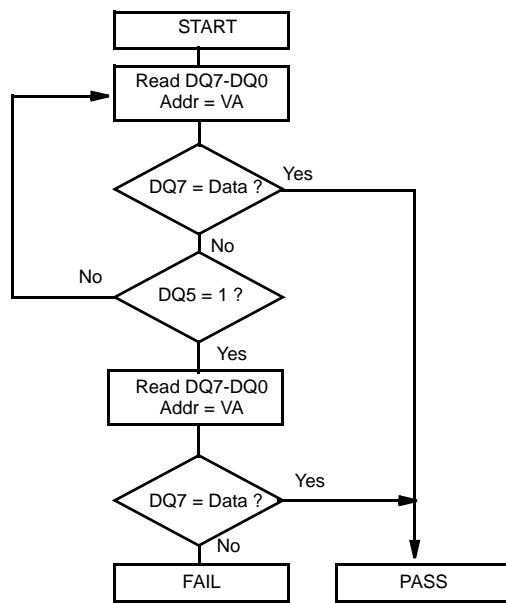 START
Read DQ7-DQ0
Addr = VA
DQ7 = Data ?
Yes
No
No
DQ5 = 1 ?
Yes
Read DQ7-DQ0
Addr = VA
DQ7 = Data ?
Yes
No
FAIL
PASS